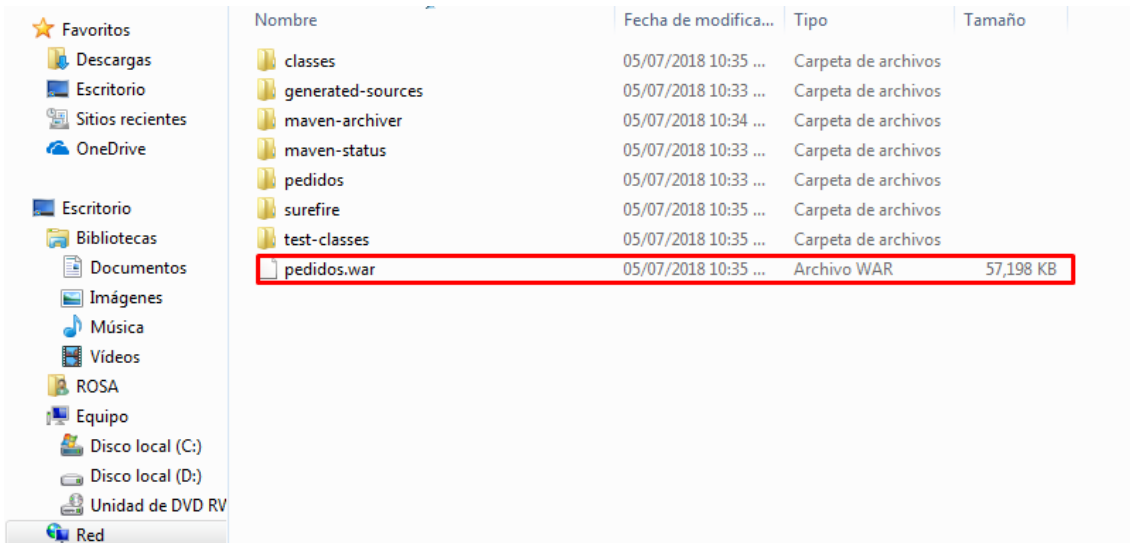 Favoritos
Descargas
Escritorio
Sitios recientes
OneDrive
Escritorio
Bibliotecas
Documentos
Imágenes
Música
Vídeos
ROSA
Equipo
Disco local (C:)
Disco local (D:)
Unidad de DVD RW
Red
Nombre Fecha de modifica... Tipo Tamaño
classes 05/07/2018 10:35 ... Carpeta de archivos
generated-sources 05/07/2018 10:33 ... Carpeta de archivos
maven-archiver 05/07/2018 10:34 ... Carpeta de archivos
maven-status 05/07/2018 10:33 ... Carpeta de archivos
pedidos 05/07/2018 10:33 ... Carpeta de archivos
surefire 05/07/2018 10:35 ... Carpeta de archivos
test-classes 05/07/2018 10:35 ... Carpeta de archivos
pedidos.war 05/07/2018 10:35 ... Archivo WAR 57,198 KB